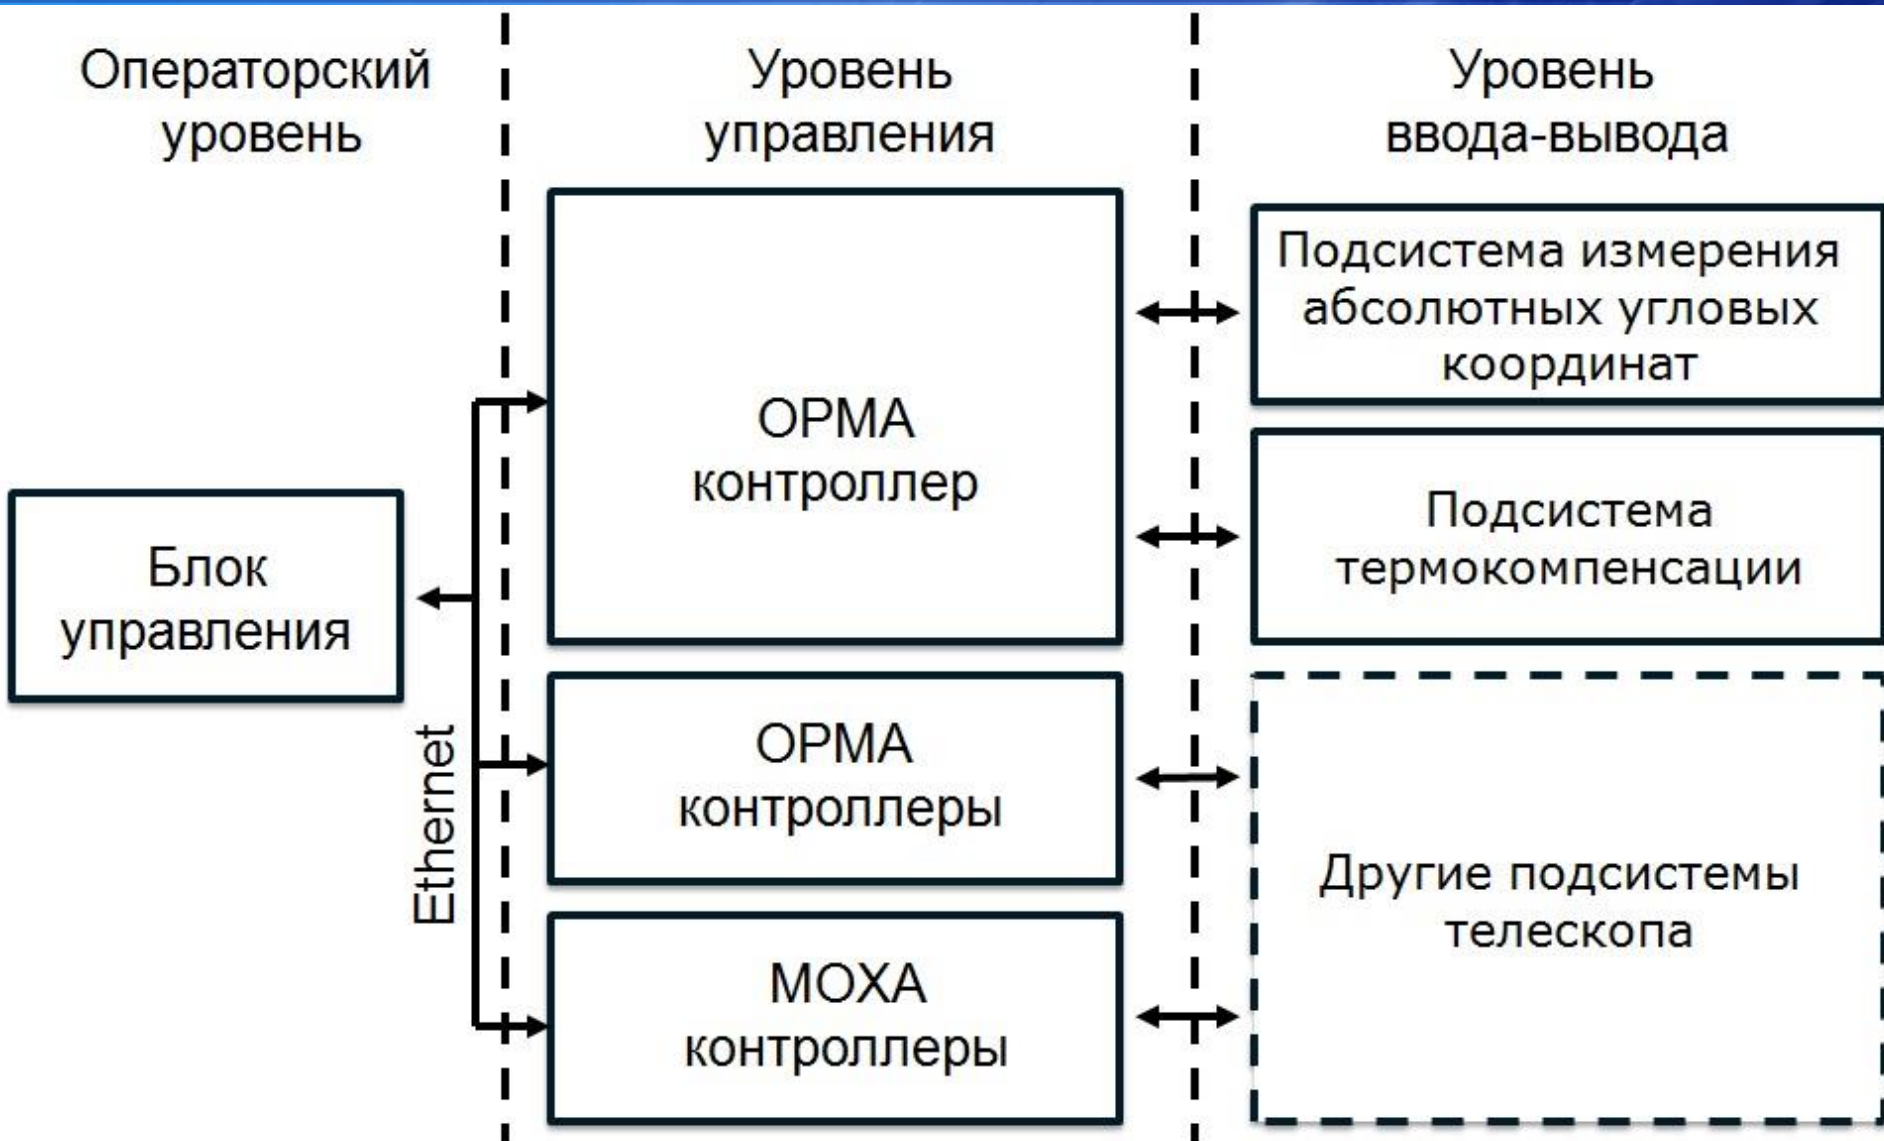 Операторский
уровень
Уровень
управления
Уровень
ввода-вывода
Подсистема измерения
абсолютных угловых
координат
ОРМА
контроллер
Подсистема
термокомпенсации
Блок
управления
Ethernet
ОРМА
контроллеры
Другие подсистемы
телескопа
МОХА
контроллеры